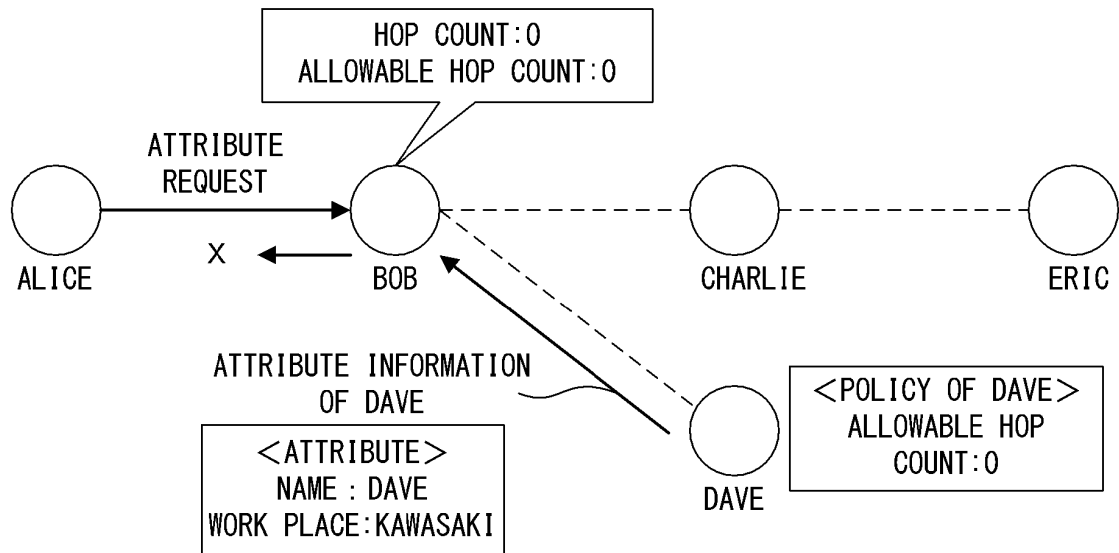 HOP COUNT:0
ALLOWABLE HOP COUNT:0
ATTRIBUTE
REQUEST
X
ALICE
BOB
CHARLIE
ERIC
ATTRIBUTE INFORMATION
OF DAVE
<ATTRIBUTE>
NAME : DAVE
WORK PLACE:KAWASAKI
DAVE
<POLICY OF DAVE>
ALLOWABLE HOP
COUNT:0